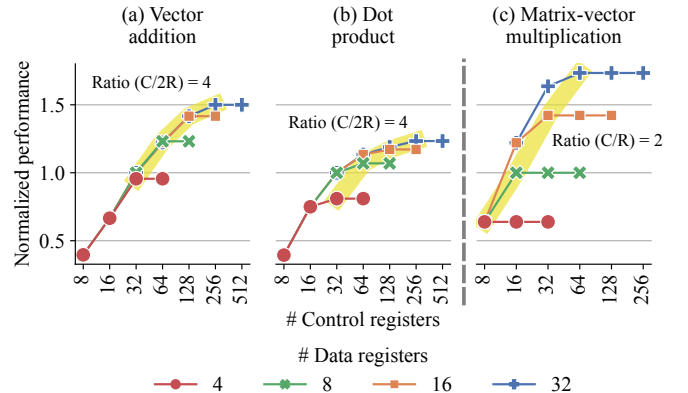 (a) Vector
addition
(b) Dot
product
(c) Matrix-vector
multiplication
Normalized performance
1.5
1.0
0.5
Ratio (C/2R) = 4
Ratio (C/2R) = 4
Ratio (C/R) = 2
8 16 32 64 128 256 512
8 16 32 64 128 256 512
8 16 32 64 128 256
# Control registers
# Data registers
4 8 16 32